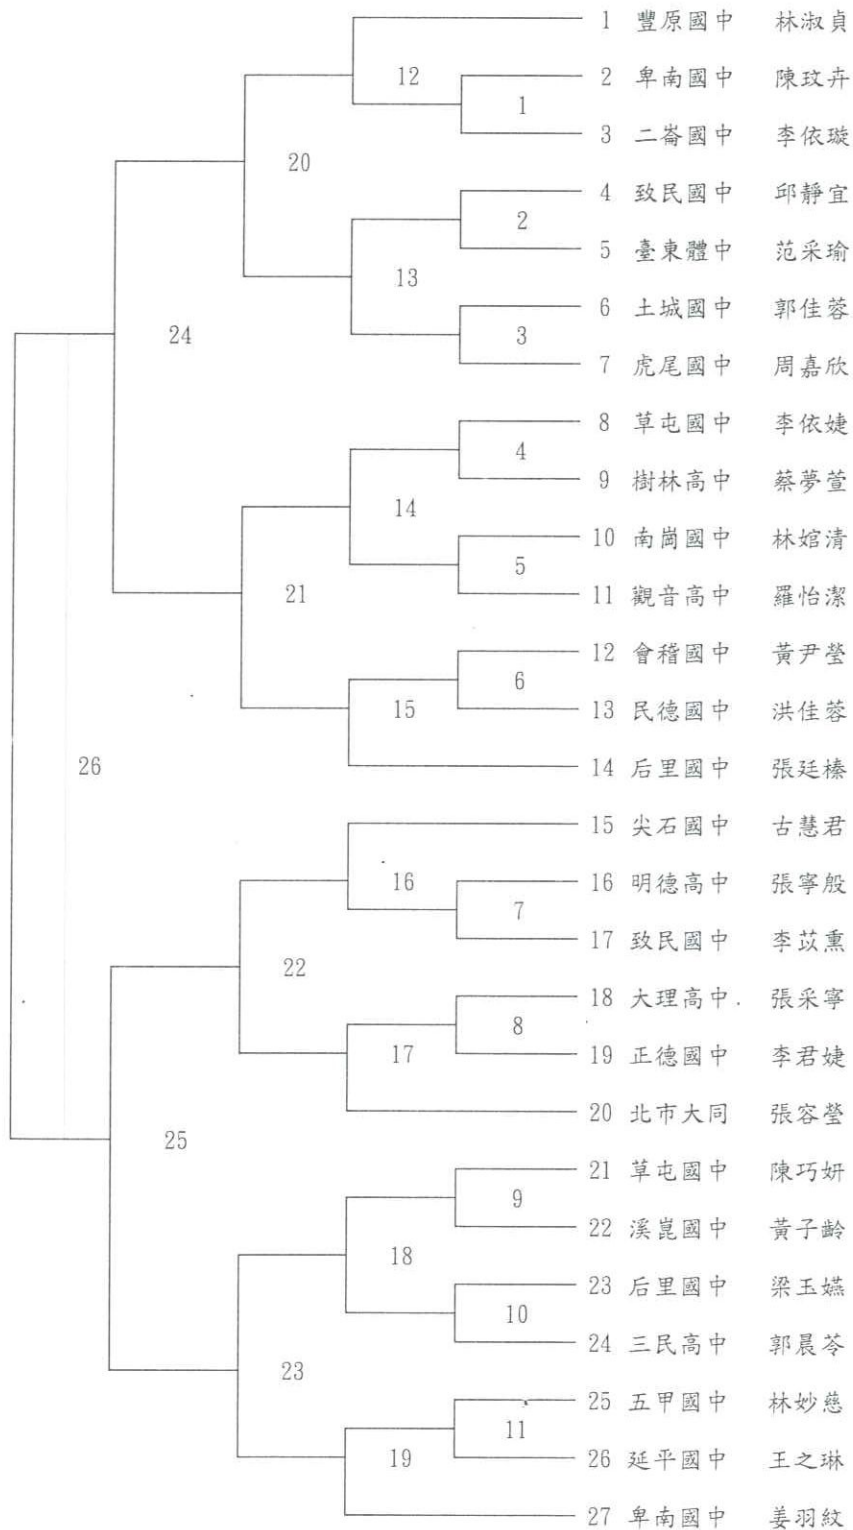 1 豐原國中 林淑貞
12
2 卑南國中 陳玟卉
1
3 二崙國中 李依璇
20
4 致民國中 邱靜宜
2
5 臺東體中 范采瑜
13
6 土城國中 郭佳蓉
24
3
7 虎尾國中 周嘉欣
8 草屯國中 李依婕
4
9 樹林高中 蔡夢萱
14
10 南崗國中 林婠清
5
21
11 觀音高中 羅怡潔
12 會稽國中 黃尹瑩
6
15
13 民德國中 洪佳蓉
26
14 后里國中 張廷榛
15 尖石國中 古慧君
16
16 明德高中 張寧殷
7
17 致民國中 李苡熏
22
18 大理高中 張采寧
8
17
19 正德國中 李君婕
20 北市大同 張容瑩
25
21 草屯國中 陳巧妍
9
22 溪崑國中 黃子齡
18
23 后里國中 梁玉嬿
10
24 三民高中 郭晨苓
23
25 五甲國中 林妙慈
11
19
26 延平國中 王之琳
27 卑南國中 姜羽紋